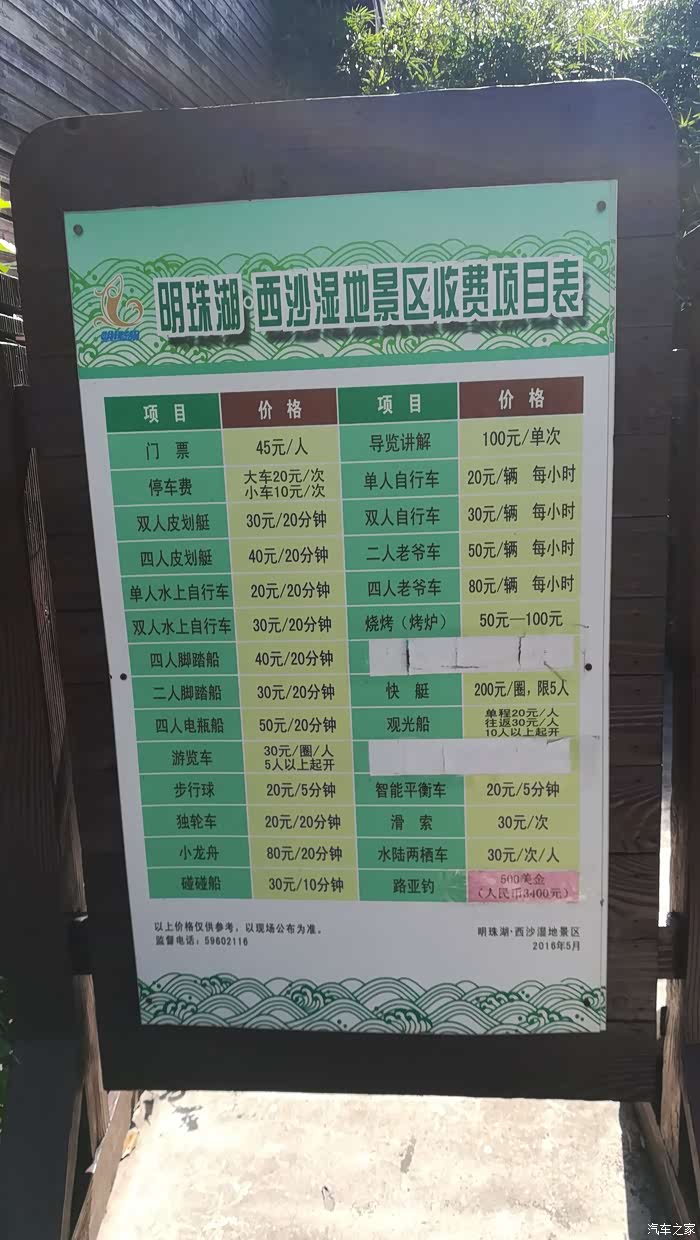 明珠湖
明珠湖·西沙湿地景区收费项目表
项目 价格 项目 价格
门票 45元/人 导览讲解 100元/单次
停车费 大车20元/次 单人自行车 20元/辆 每小时
小车10元/次
双人皮划艇 30元/20分钟 双人自行车 30元/辆 每小时
四人皮划艇 40元/20分钟 二人老爷车 50元/辆 每小时
单人水上自行车 20元/20分钟 四人老爷车 80元/辆 每小时
双人水上自行车 30元/20分钟 烧烤（烤炉） 50元—100元
四人脚踏船 40元/20分钟
二人脚踏船 30元/20分钟 快艇 200元/圈，限5人
四人电瓶船 50元/20分钟 观光船 单程20元/人
往返30元/人
10人以上起开
游览车 30元/圈/人
5人以上起开
步行球 20元/5分钟 智能平衡车 20元/5分钟
独轮车 20元/20分钟 滑索 30元/次
小龙舟 80元/20分钟 水陆两栖车 30元/次/人
碰碰船 30元/10分钟 路亚钓 500美金
（人民币3400元）
以上价格仅供参考，以现场公布为准。
监督电话：59602116
明珠湖·西沙湿地景区
2016年5月
汽车之家